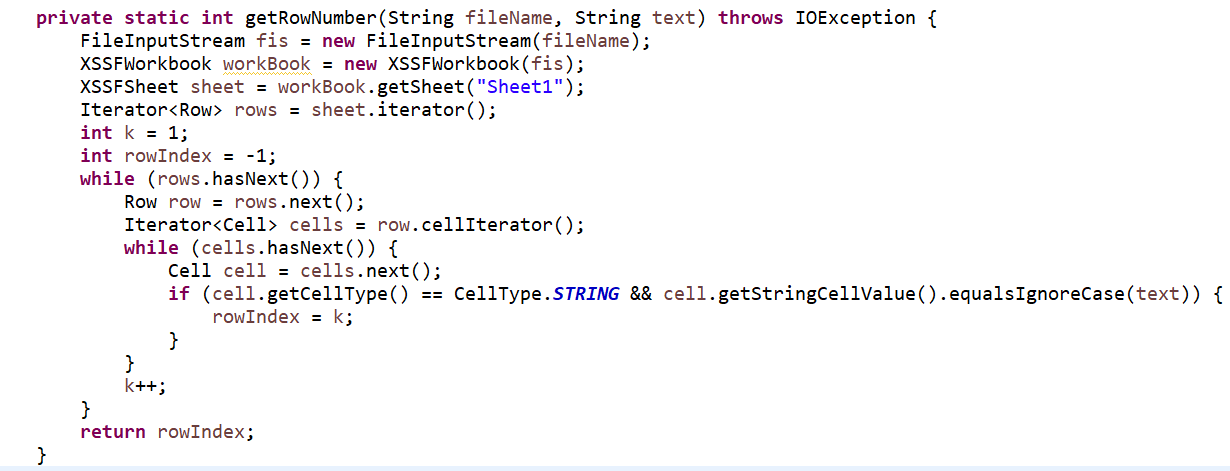 private static int getRowNumber(String fileName, String text) throws IOException {
    FileInputStream fis = new FileInputStream(fileName);
    XSSFWorkbook workBook = new XSSFWorkbook(fis);
    XSSFSheet sheet = workBook.getSheet("Sheet1");
    Iterator<Row> rows = sheet.iterator();
    int k = 1;
    int rowIndex = -1;
    while (rows.hasNext()) {
        Row row = rows.next();
        Iterator<Cell> cells = row.cellIterator();
        while (cells.hasNext()) {
            Cell cell = cells.next();
            if (cell.getCellType() == CellType.STRING && cell.getStringCellValue().equalsIgnoreCase(text)) {
                rowIndex = k;
            }
        }
        k++;
    }
    return rowIndex;
}